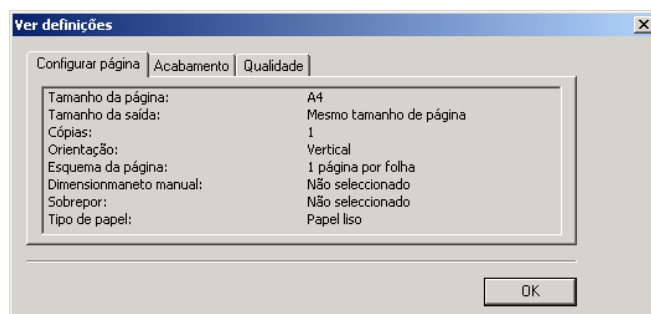 Ver definições
Configurar página Acabamento Qualidade
Tamanho da página: A4
Tamanho da saída: Mesmo tamanho de página
Cópias: 1
Orientação: Vertical
Esquema da página: 1 página por folha
Dimensionmaneto manual: Não seleccionado
Sobrepor: Não seleccionado
Tipo de papel: Papel liso
OK